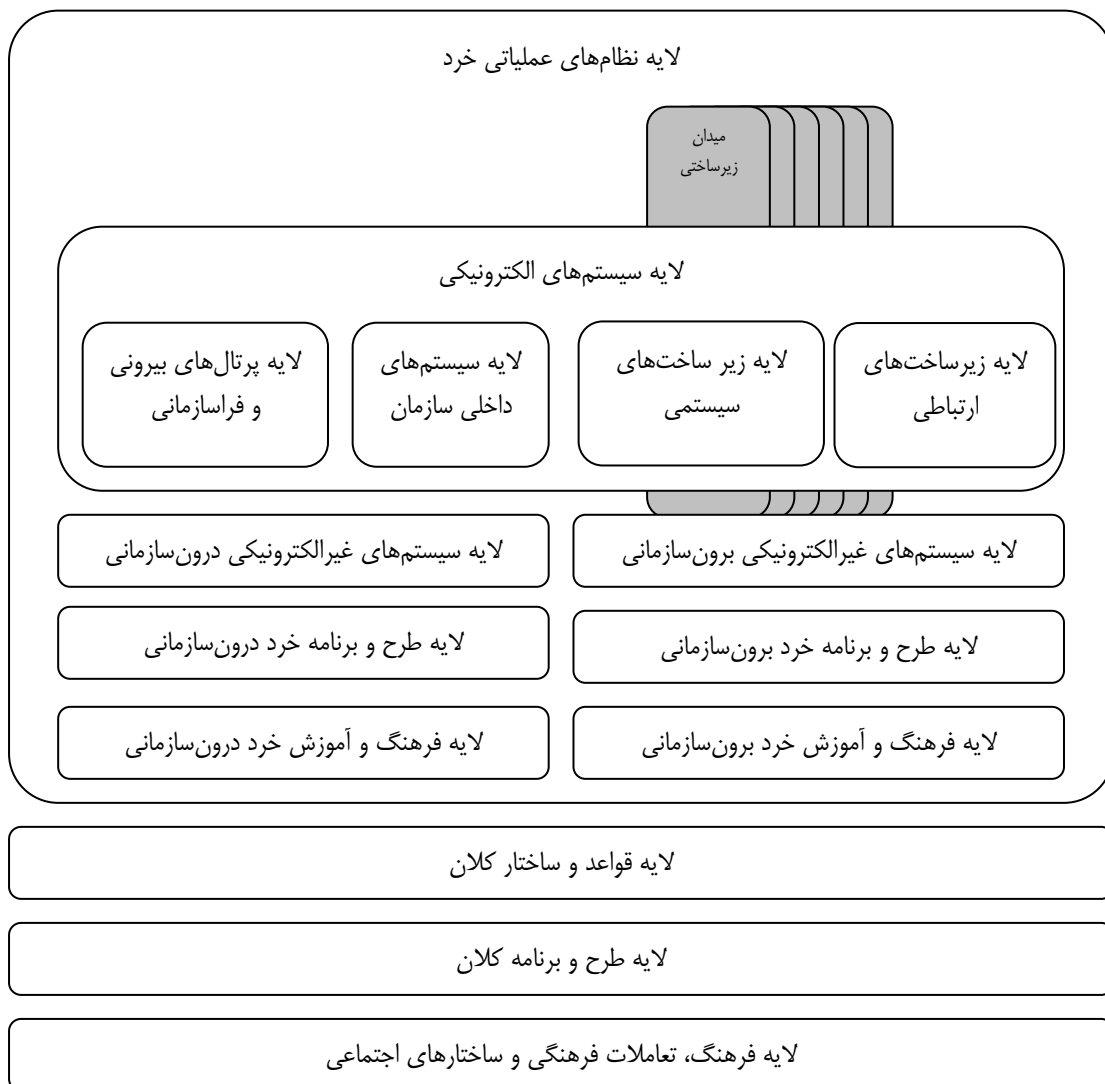 لایه نظام‌های عملیاتی خرد
میدان
زیرساختی
لایه سیستم‌های الکترونیکی
لایه زیرساخت‌های
ارتباطی
لایه زیر ساخت‌های
سیستمی
لایه سیستم‌های
داخلی سازمان
لایه پرتال‌های بیرونی
و فراسازمانی
لایه سیستم‌های غیرالکترونیکی برون‌سازمانی
لایه سیستم‌های غیرالکترونیکی درون‌سازمانی
لایه طرح و برنامه خرد برون‌سازمانی
لایه طرح و برنامه خرد درون‌سازمانی
لایه فرهنگ و آموزش خرد برون‌سازمانی
لایه فرهنگ و آموزش خرد درون‌سازمانی
لایه قواعد و ساختار کلان
لایه طرح و برنامه کلان
لایه فرهنگ، تعاملات فرهنگی و ساختارهای اجتماعی